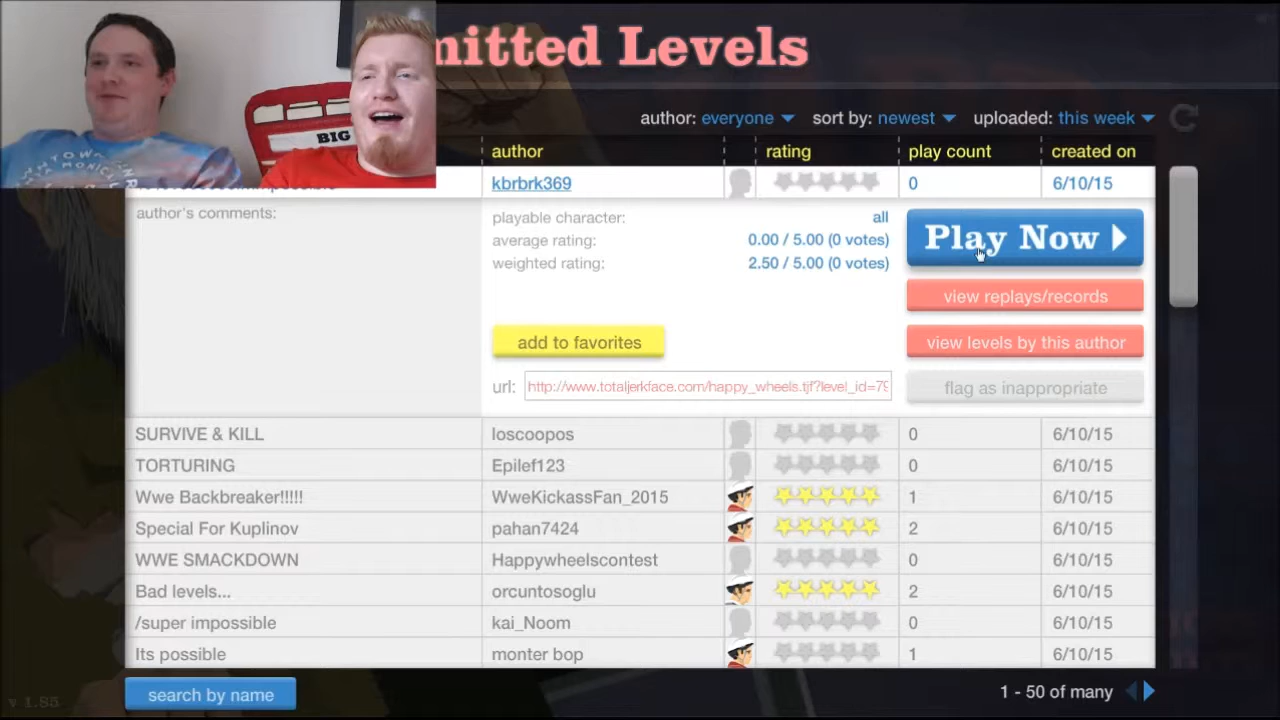 mitted Levels
author: everyone sort by: newest uploaded: this week
author rating play count created on
kbrbrk369 0 6/10/15
author's comments: playable character: all Play Now
average rating: 0.00 / 5.00 (0 votes)
weighted rating: 2.50 / 5.00 (0 votes)
view replays/records
add to favorites view levels by this author
url: http://www.totaljerkface.com/happy_wheels.tjf?level_id=79 flag as inappropriate
SURVIVE & KILL loscoopos 0 6/10/15
TORTURING Epilef123 0 6/10/15
Wwe Backbreaker!!!!! WweKickassFan_2015 1 6/10/15
Special For Kuplinov pahan7424 2 6/10/15
WWE SMACKDOWN Happywheelscontest 0 6/10/15
Bad levels... orcuntosoglu 2 6/10/15
/super impossible kai_Noom 0 6/10/15
Its possible monter bop 1 6/10/15
v 1.85 search by name 1 - 50 of many
BIG